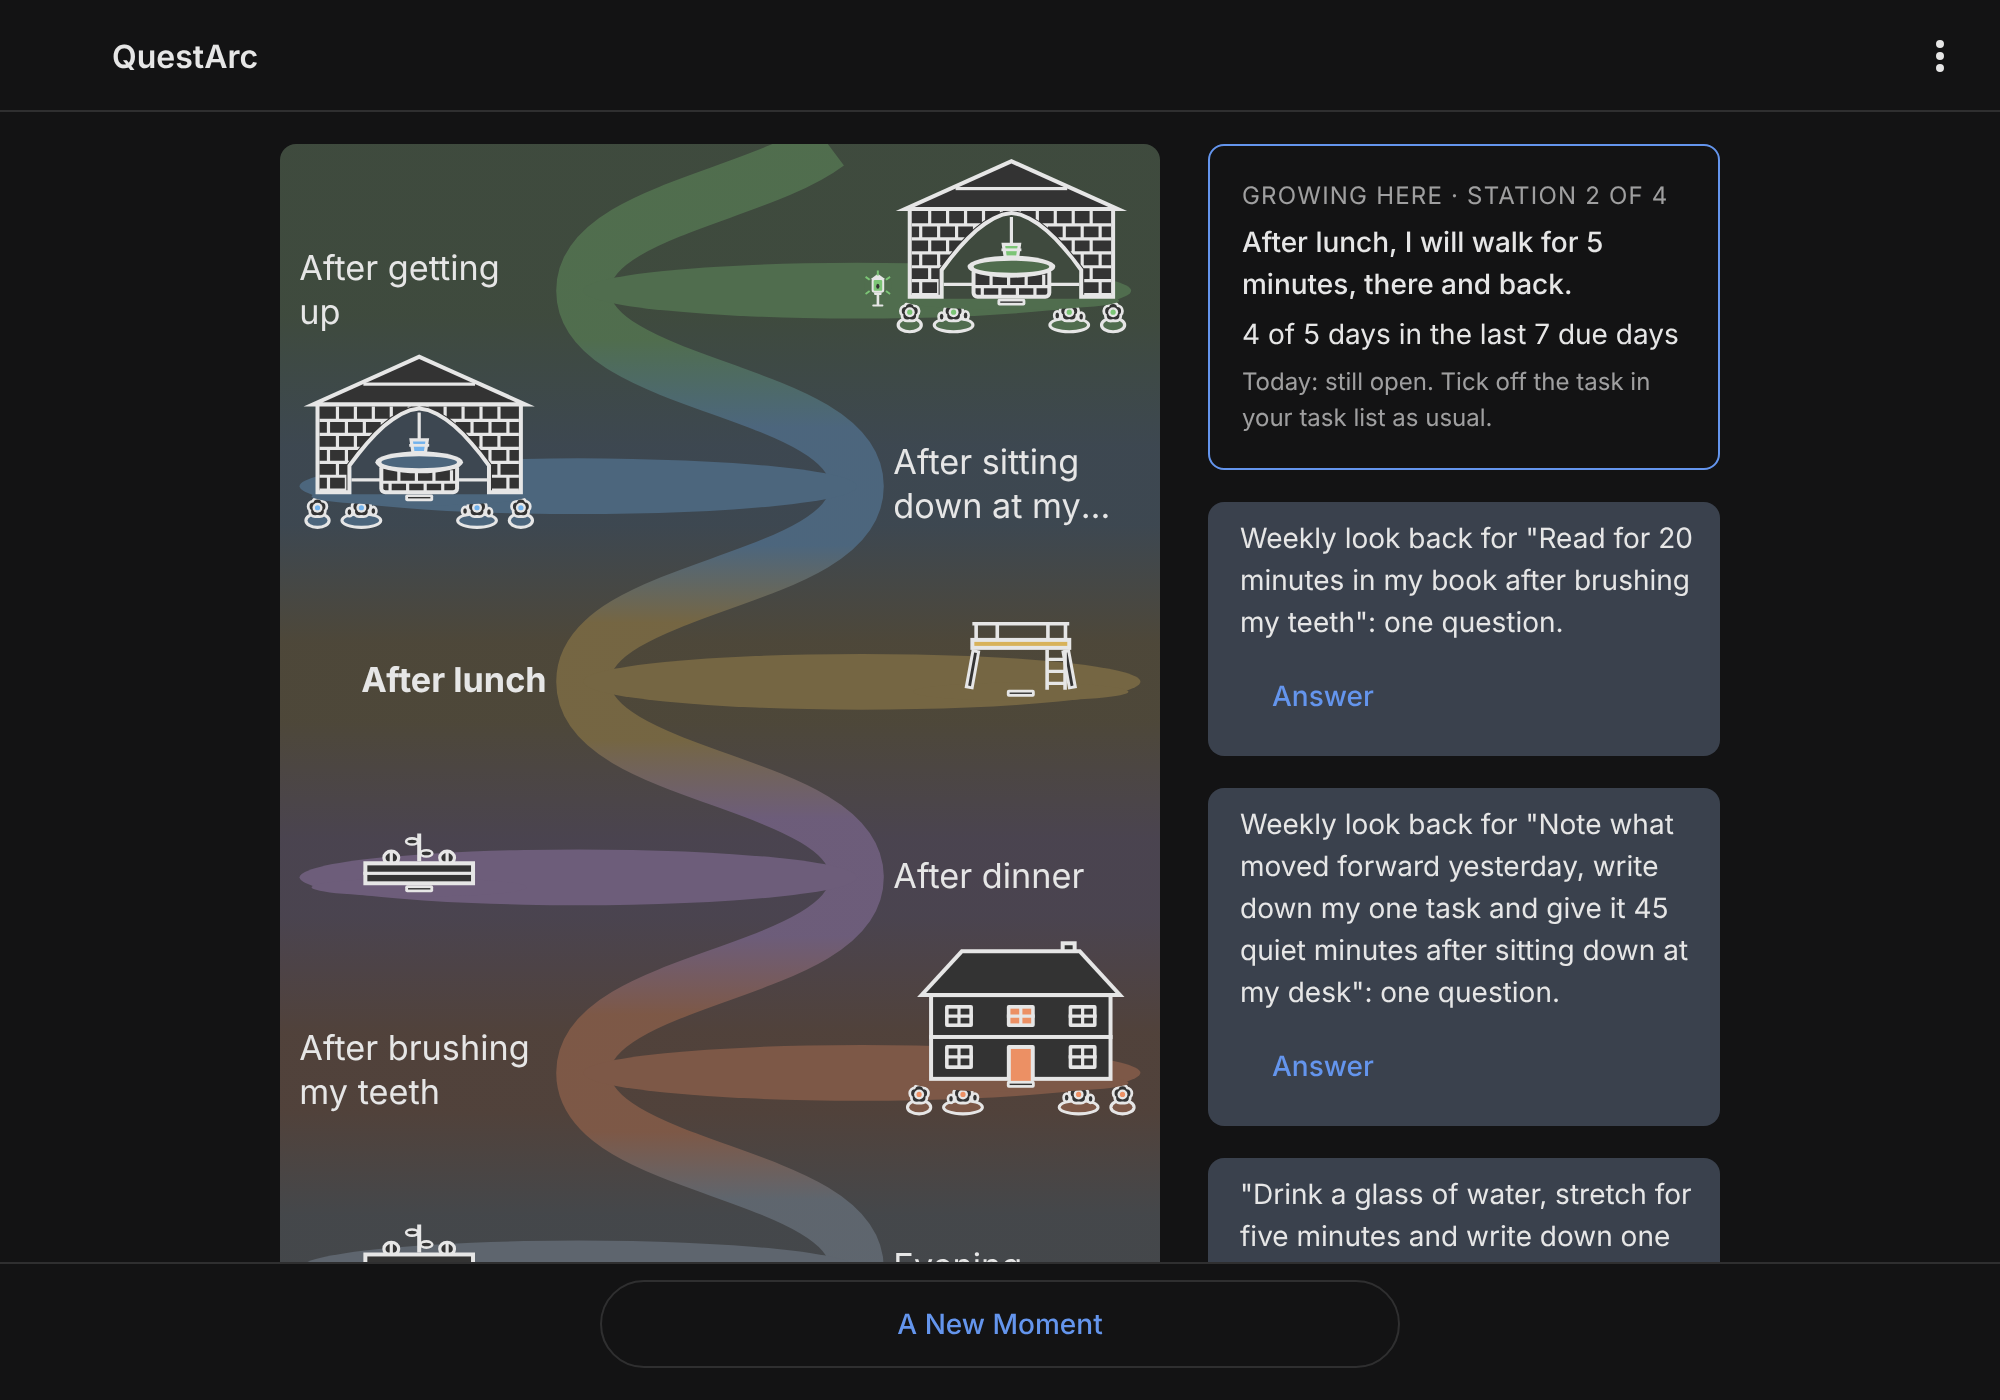 QuestArc
After getting
up
After sitting
down at my...
After lunch
After dinner
After brushing
my teeth
Evening
GROWING HERE · STATION 2 OF 4
After lunch, I will walk for 5
minutes, there and back.
4 of 5 days in the last 7 due days
Today: still open. Tick off the task in
your task list as usual.
Weekly look back for "Read for 20
minutes in my book after brushing
my teeth": one question.
Answer
Weekly look back for "Note what
moved forward yesterday, write
down my one task and give it 45
quiet minutes after sitting down at
my desk": one question.
Answer
"Drink a glass of water, stretch for
five minutes and write down one
A New Moment